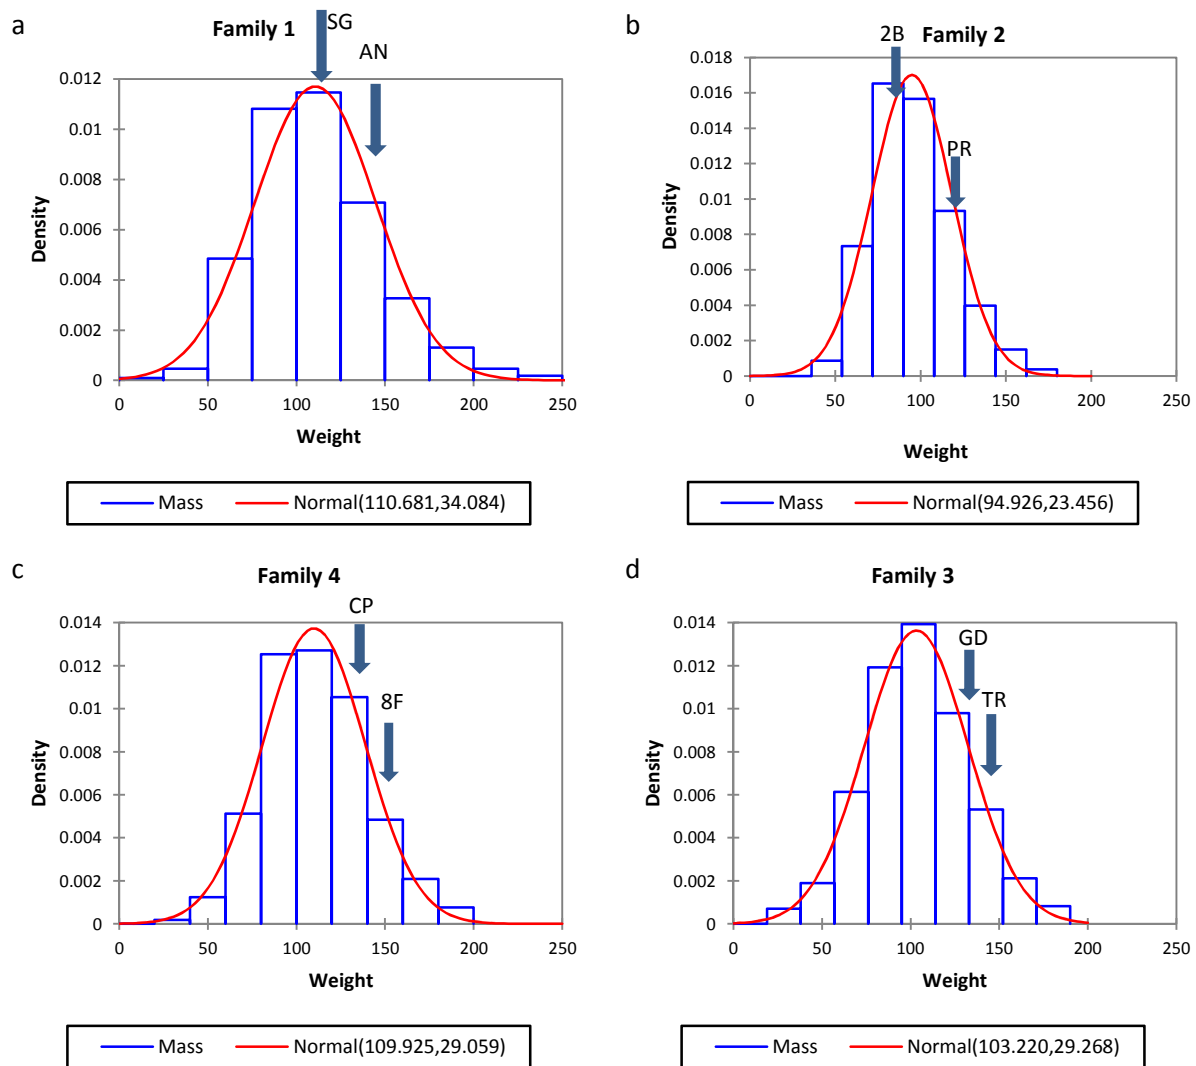 a
Family 1
SG
AN
0.012
0.01
0.008
0.006
0.004
0.002
0
Density
0
50
100
150
200
250
Weight
Mass
Normal(110.681,34.084)
b
2B
Family 2
PR
0.018
0.016
0.014
0.012
0.01
0.008
0.006
0.004
0.002
0
Density
0
50
100
150
200
250
Weight
Mass
Normal(94.926,23.456)
c
Family 4
CP
8F
0.014
0.012
0.01
0.008
0.006
0.004
0.002
0
Density
0
50
100
150
200
250
Weight
Mass
Normal(109.925,29.059)
d
Family 3
GD
TR
0.014
0.012
0.01
0.008
0.006
0.004
0.002
0
Density
0
50
100
150
200
250
Weight
Mass
Normal(103.220,29.268)